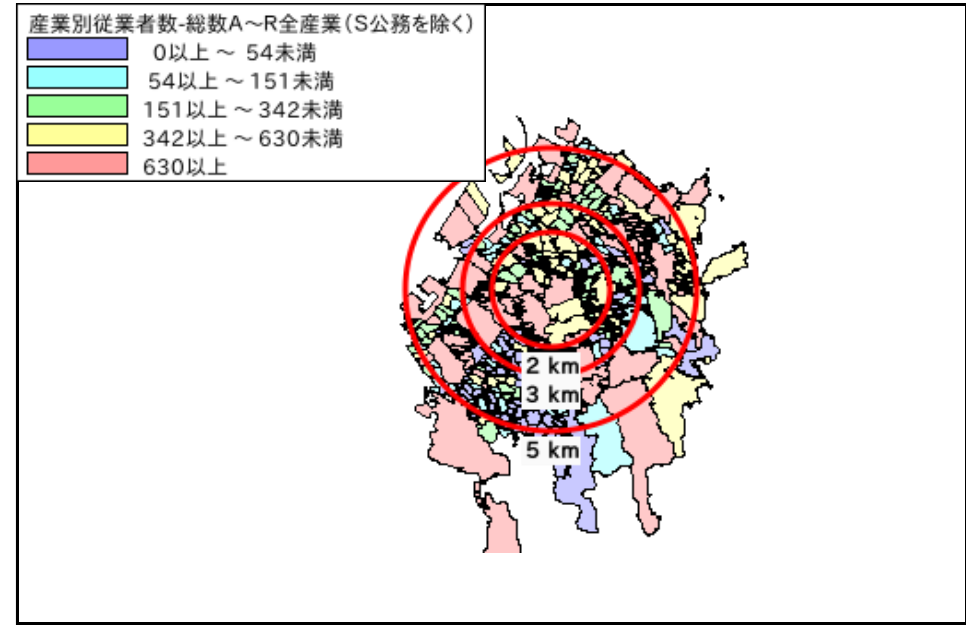 産業別従業者数-総数A～R全産業(S公務を除く)
0以上 ～ 54未満
54以上 ～ 151未満
151以上 ～ 342未満
342以上 ～ 630未満
630以上
2 km
3 km
5 km